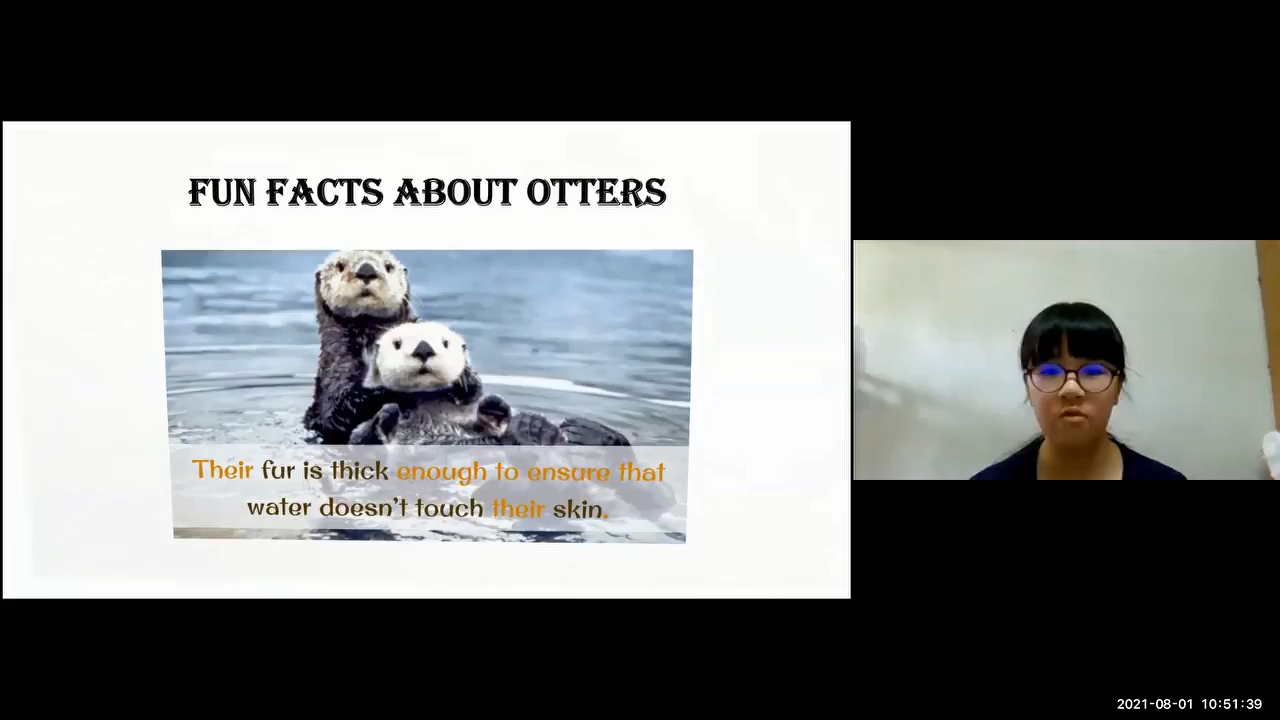 FUN FACTS ABOUT OTTERS
Their fur is thick enough to ensure that
water doesn't touch their skin.
2021-08-01 10:51:39